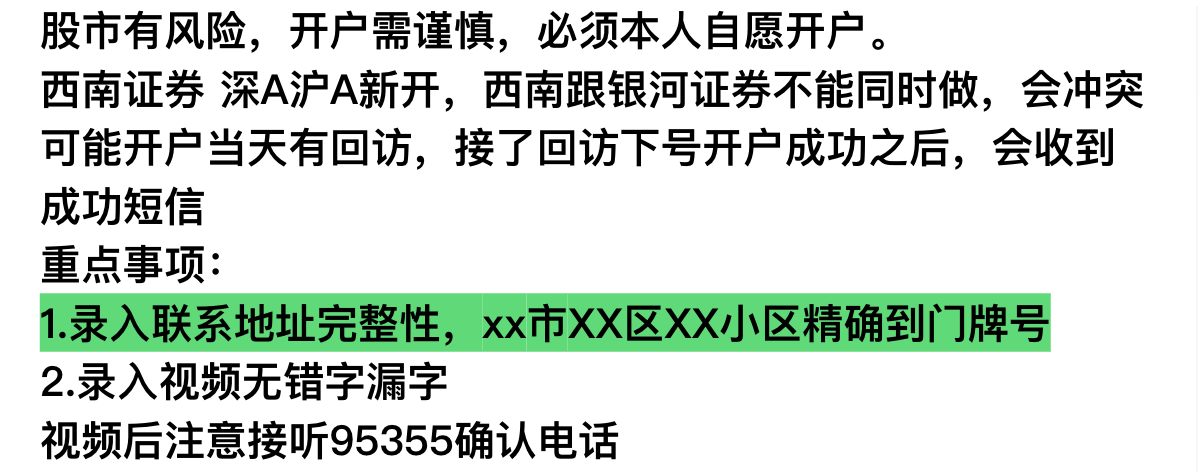 股市有风险，开户需谨慎，必须本人自愿开户。
西南证券 深A沪A新开，西南跟银河证券不能同时做，会冲突
可能开户当天有回访，接了回访下号开户成功之后，会收到
成功短信
重点事项：
1.录入联系地址完整性，xx市XX区XX小区精确到门牌号
2.录入视频无错字漏字
视频后注意接听95355确认电话